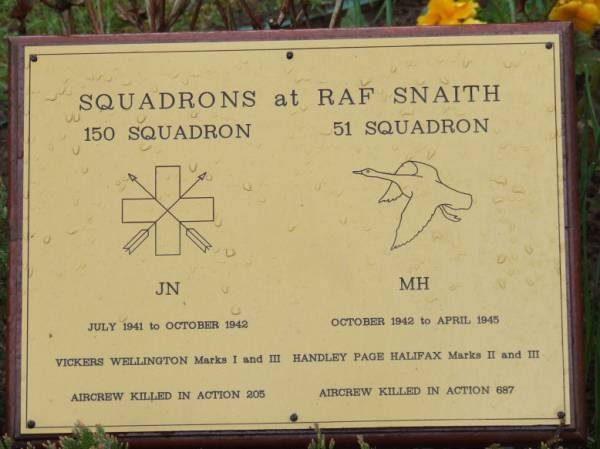 SQUADRONS at RAF SNAITH
150 SQUADRON
JN
JULY 1941 to OCTOBER 1942
VICKERS WELLINGTON Marks I and III
AIRCREW KILLED IN ACTION 205
51 SQUADRON
MH
OCTOBER 1942 to APRIL 1945
HANDLEY PAGE HALIFAX Marks II and III
AIRCREW KILLED IN ACTION 687